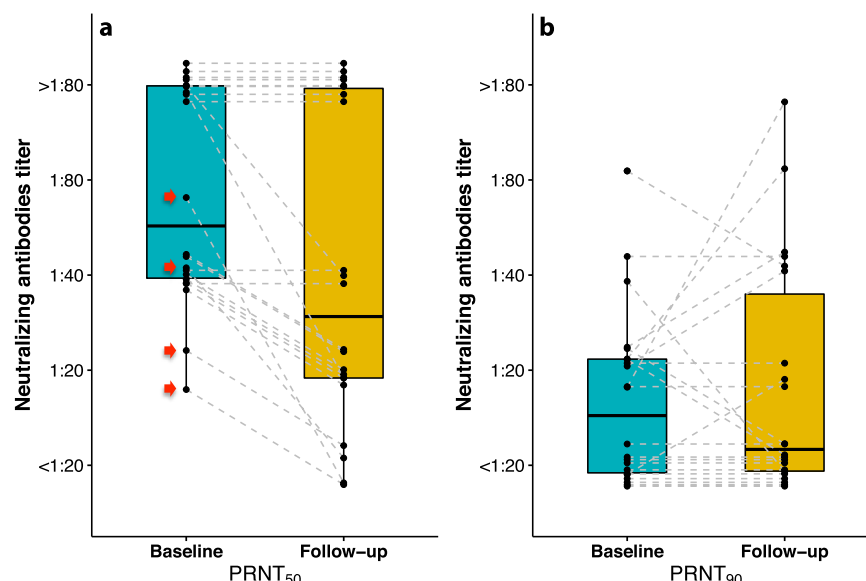 a
Neutralizing antibodies titer
>1:80
1:80
1:40
1:20
<1:20
Baseline Follow-up
PRNT50
b
Neutralizing antibodies titer
>1:80
1:80
1:40
1:20
<1:20
Baseline Follow-up
PRNT90